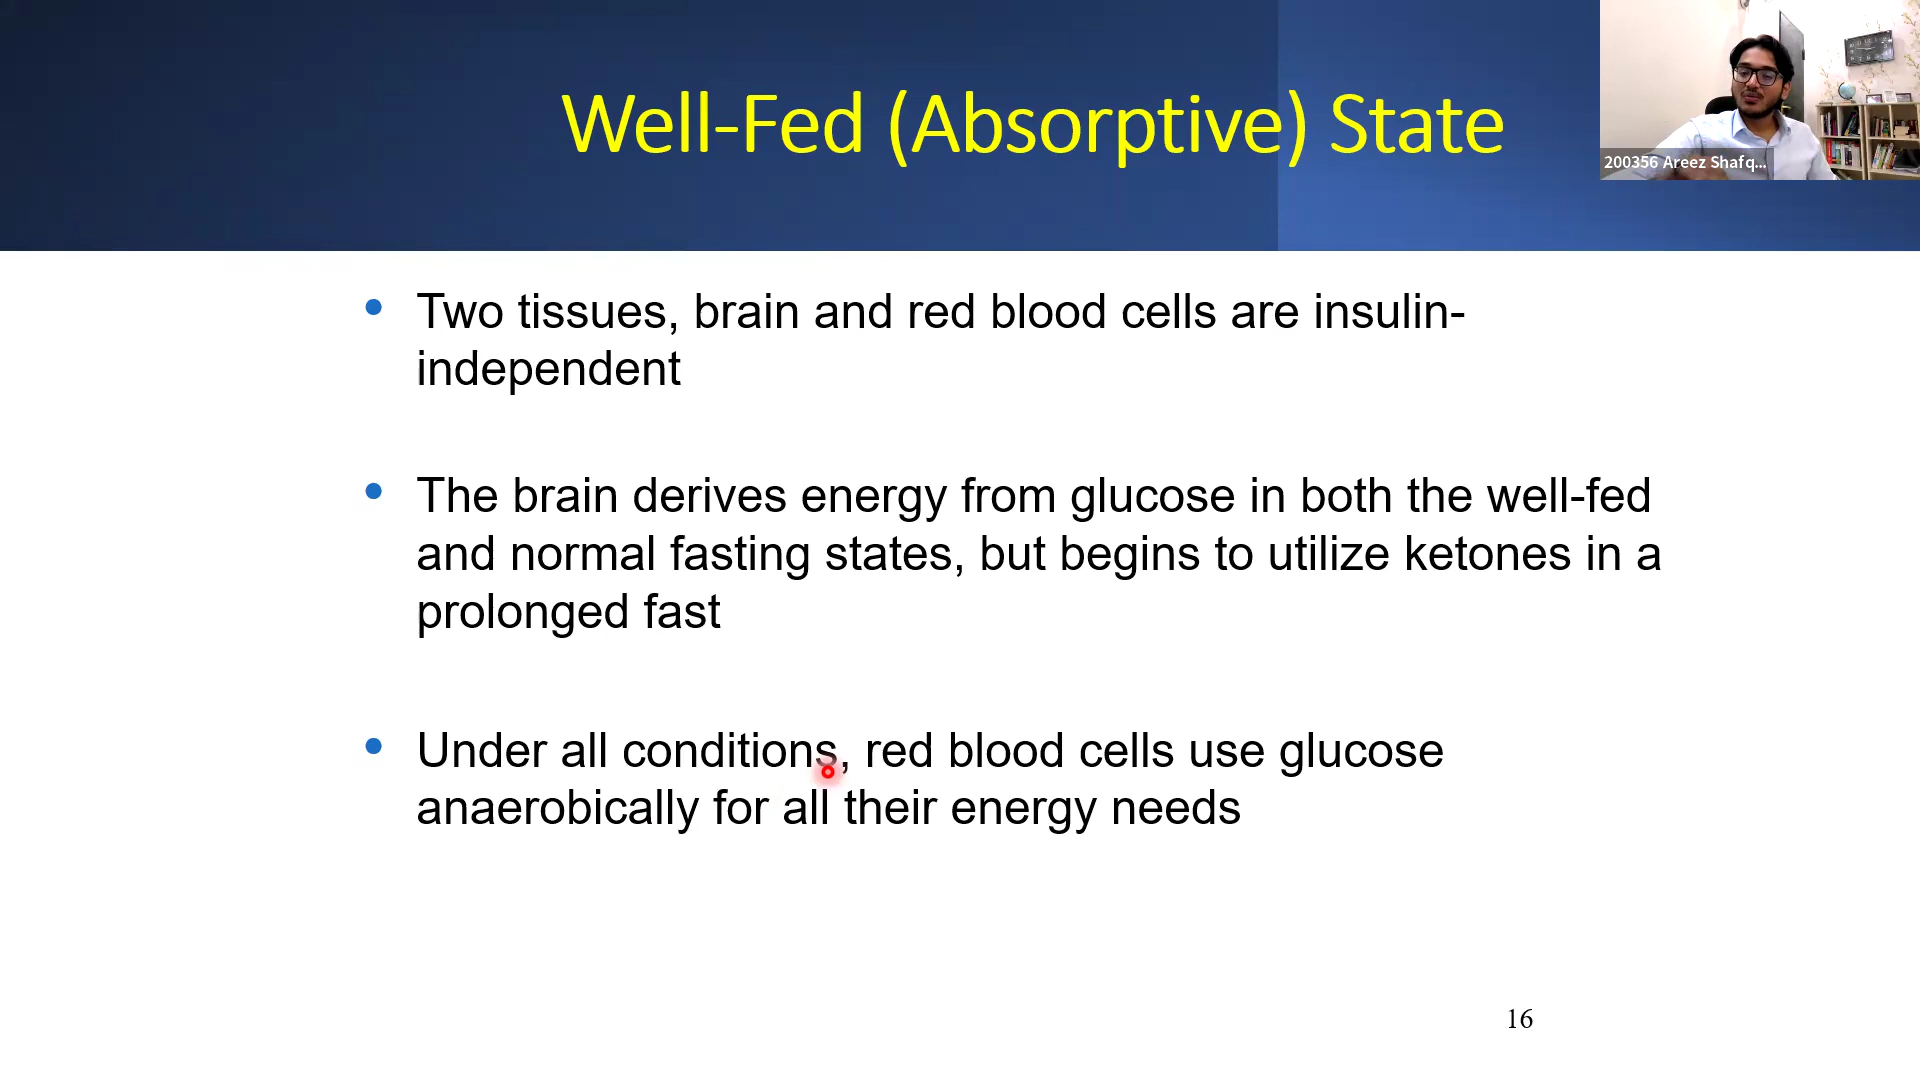 Well-Fed (Absorptive) State
200356 Areez Shafq...
• Two tissues, brain and red blood cells are insulin-
independent
• The brain derives energy from glucose in both the well-fed
and normal fasting states, but begins to utilize ketones in a
prolonged fast
• Under all conditions, red blood cells use glucose
anaerobically for all their energy needs
16